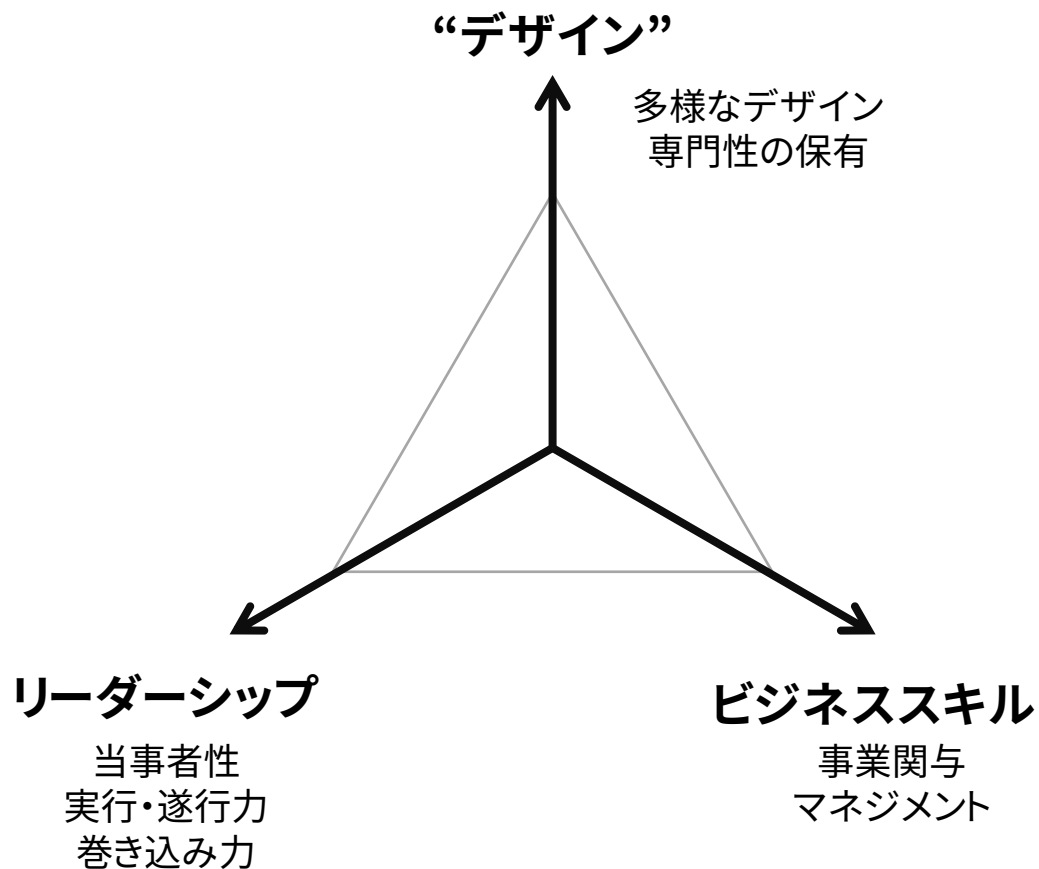 “デザイン”
多様なデザイン
専門性の保有
リーダーシップ
当事者性
実行・遂行力
巻き込み力
ビジネススキル
事業関与
マネジメント